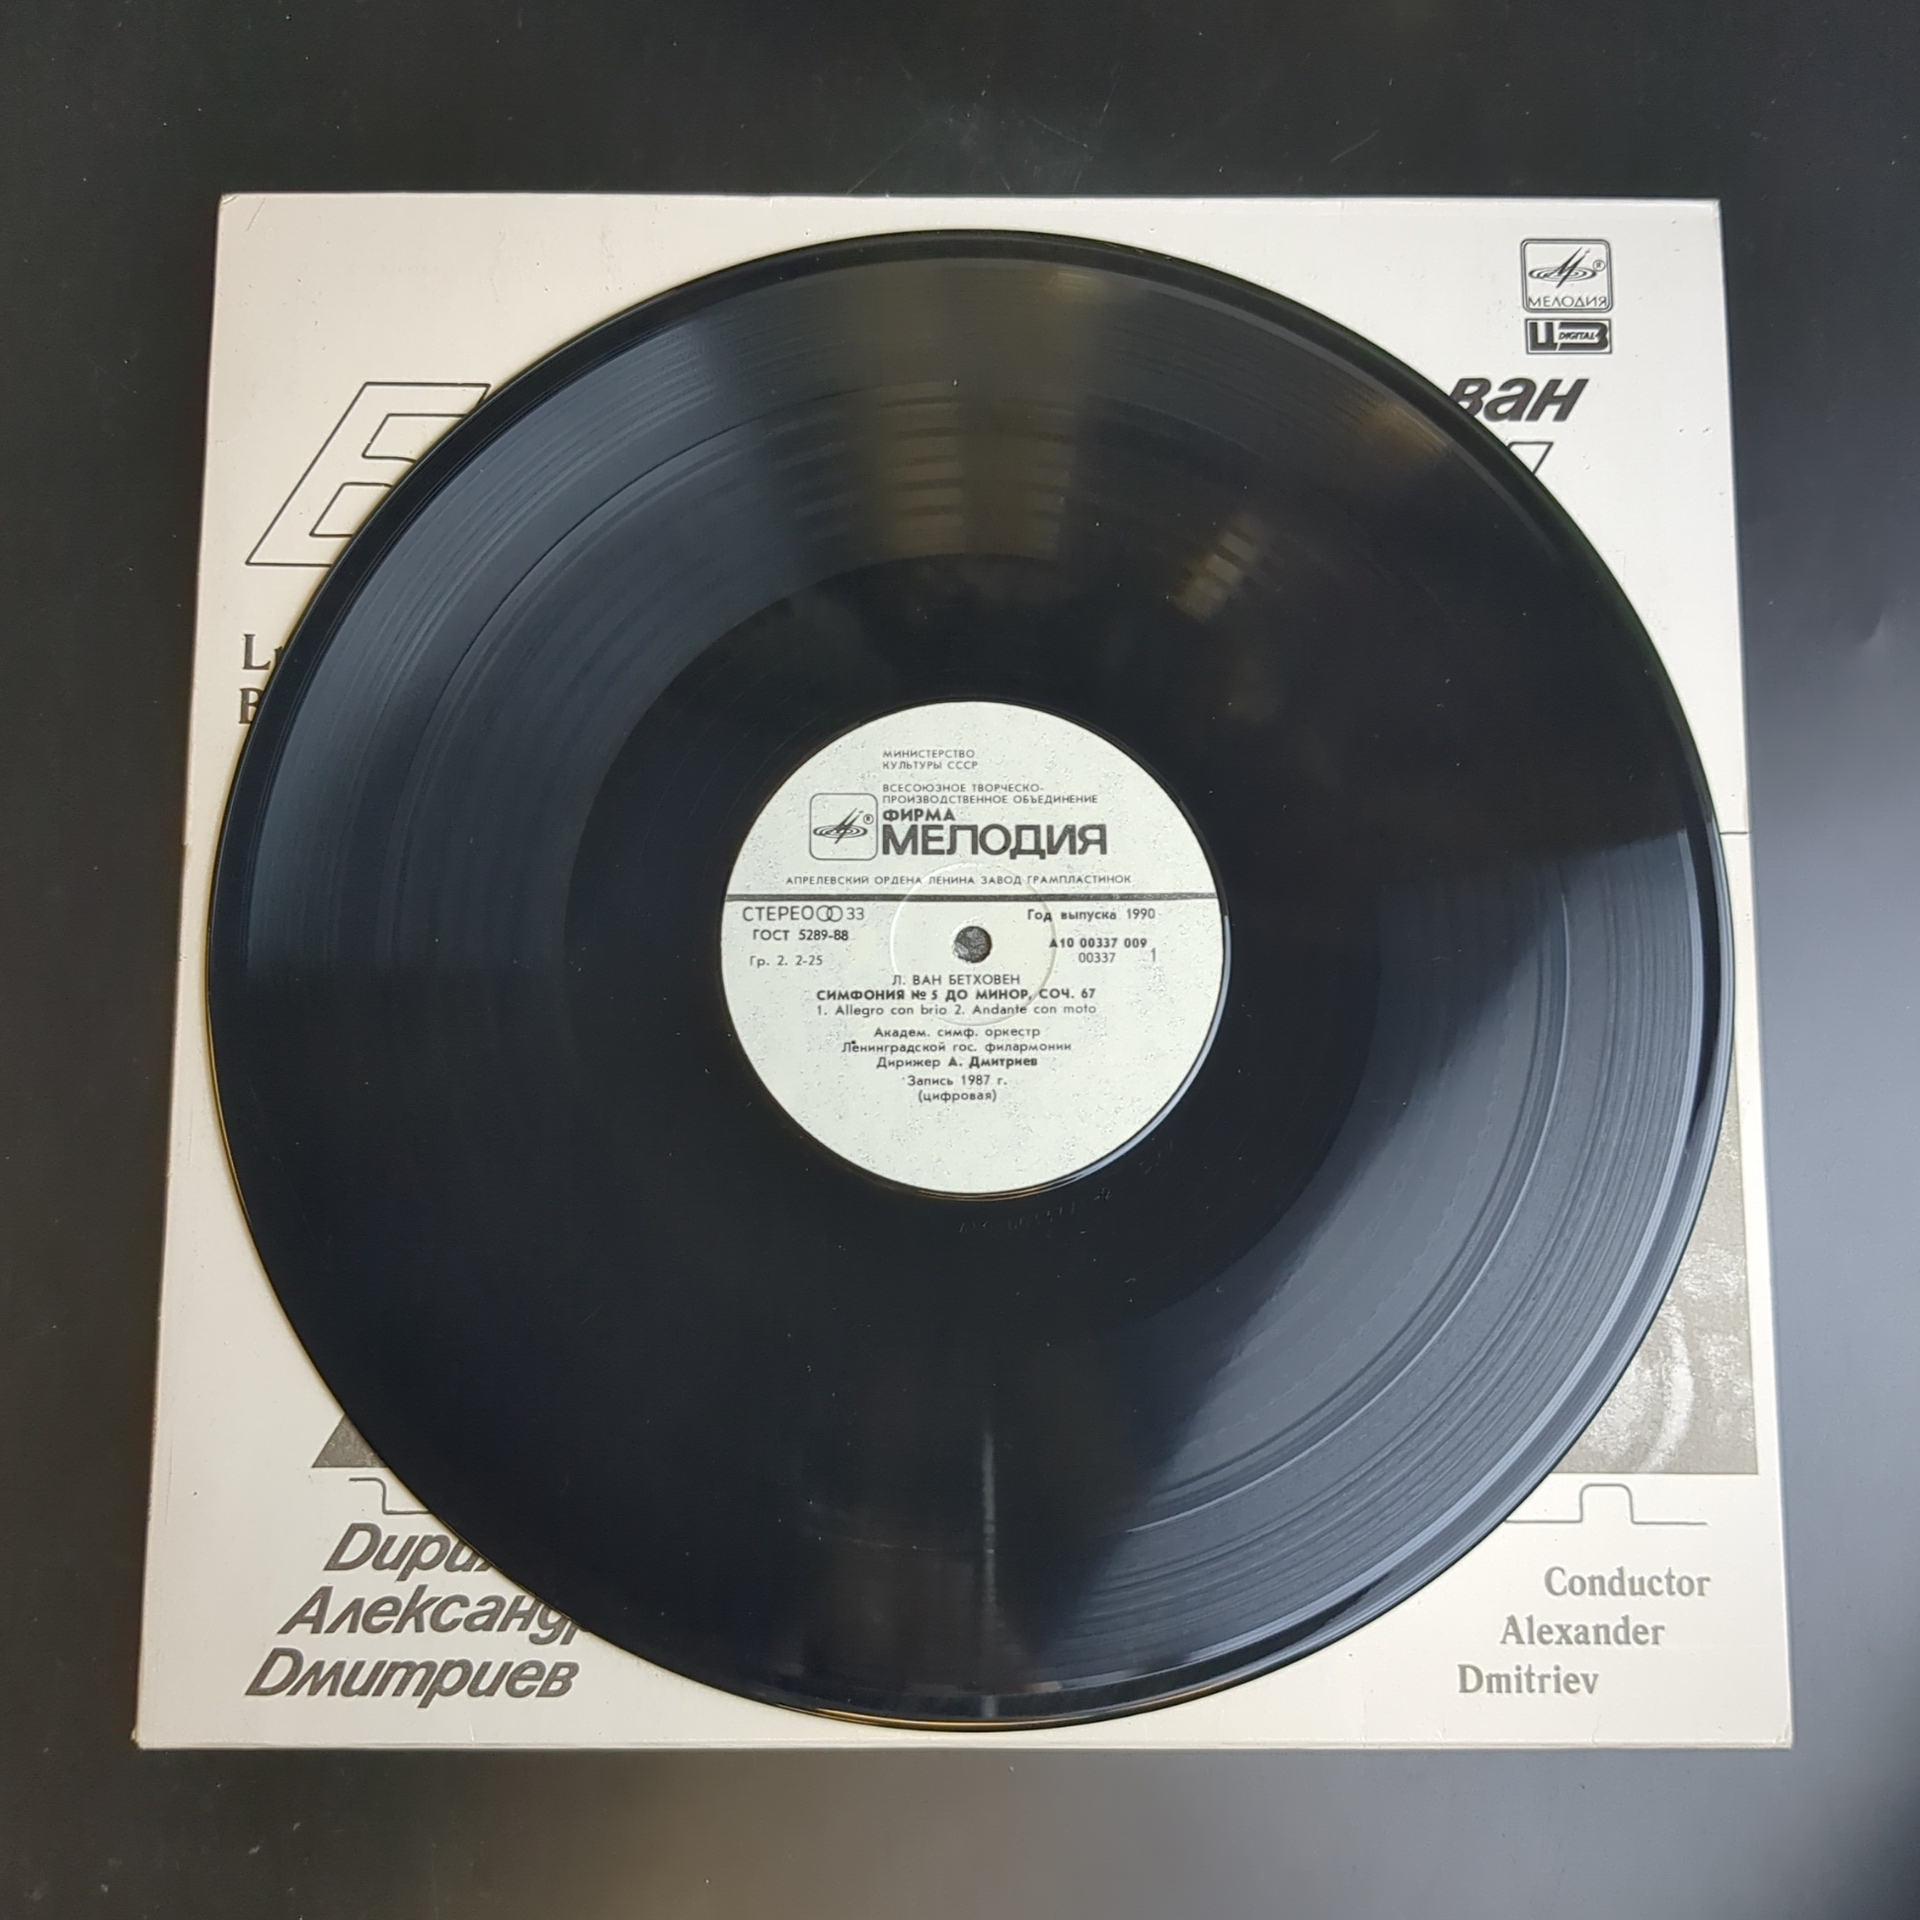 МЕЛОДИЯ
DIGITAL
ван
МИНИСТЕРСТВО
КУЛЬТУРЫ СССР
ВСЕСОЮЗНОЕ ТВОРЧЕСКО-
ПРОИЗВОДСТВЕННОЕ ОБЪЕДИНЕНИЕ
ФИРМА
МЕЛОДИЯ
АПРЕЛЕВСКИЙ ОРДЕНА ЛЕНИНА ЗАВОД ГРАМПЛАСТИНОК
СТЕРЕО 33
Год выпуска 1990
ГОСТ 5289-88
А10 00337 009
Гр. 2. 2-25
00337 1
Л. ВАН БЕТХОВЕН
СИМФОНИЯ № 5 ДО МИНОР, СОЧ. 67
1. Allegro con brio 2. Andante con moto
Академ. симф. оркестр
Ленинградской гос. филармонии
Дирижер А. Дмитриев
Запись 1987 г.
(цифровая)
Дмитриев
Conductor
Alexander
Dmitriev